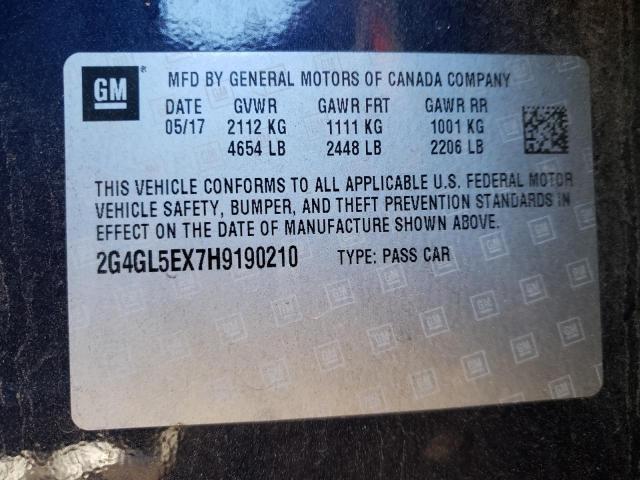 GM
MFD BY GENERAL MOTORS OF CANADA COMPANY
DATE GVWR GAWR FRT GAWR RR
05/17 2112 KG 1111 KG 1001 KG
4654 LB 2448 LB 2206 LB
THIS VEHICLE CONFORMS TO ALL APPLICABLE U.S. FEDERAL MOTOR
VEHICLE SAFETY, BUMPER, AND THEFT PREVENTION STANDARDS IN
EFFECT ON THE DATE OF MANUFACTURE SHOWN ABOVE.
2G4GL5EX7H9190210 TYPE: PASS CAR